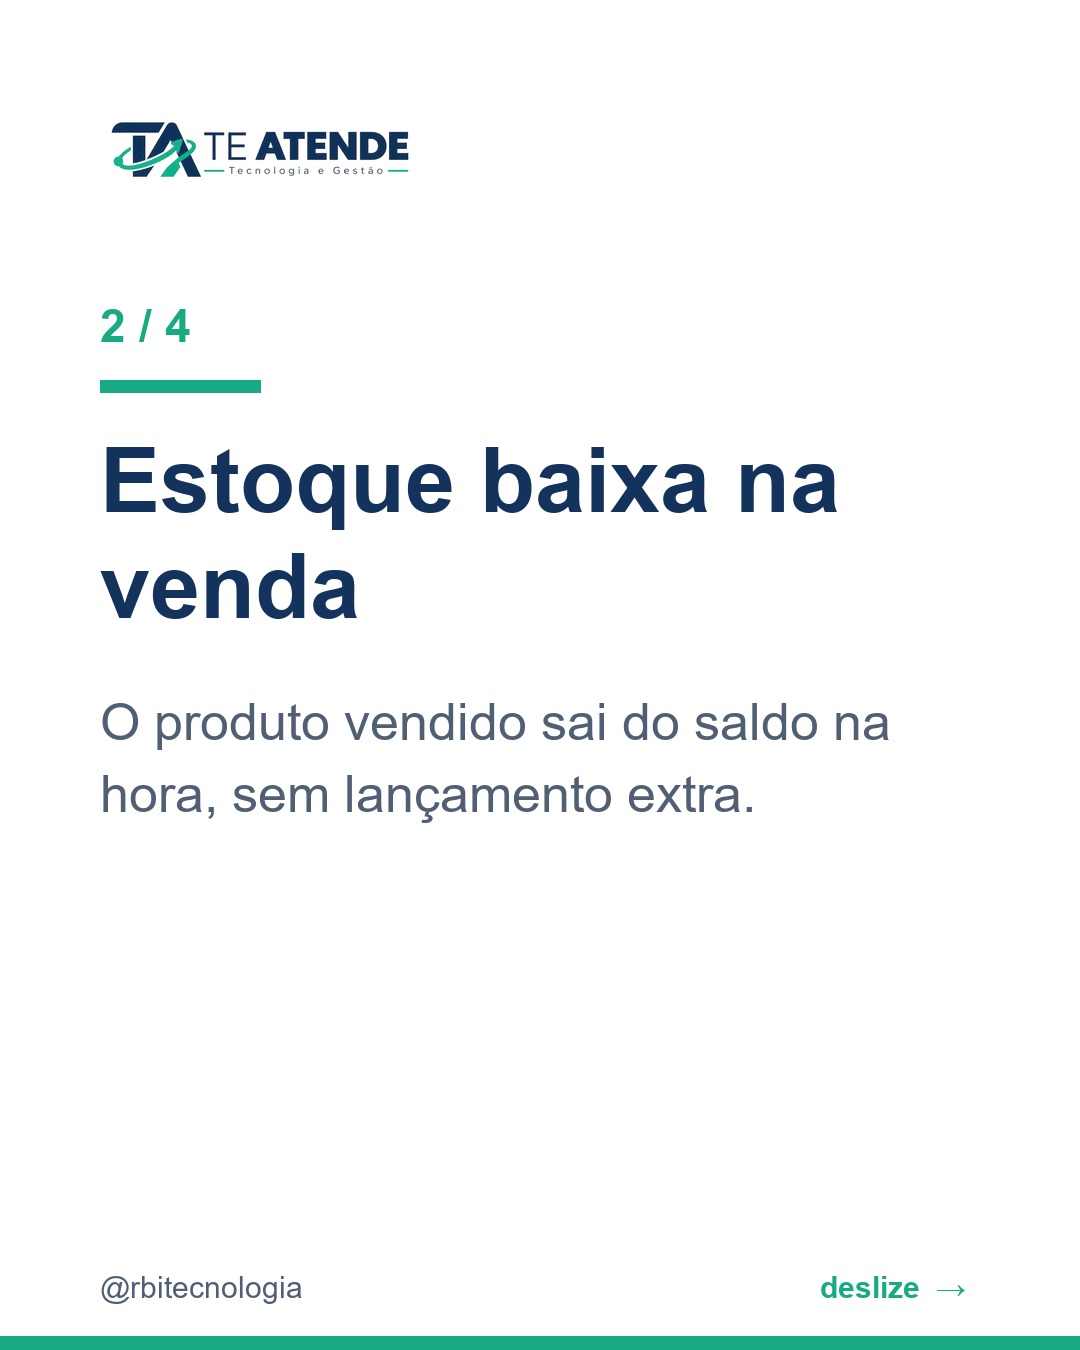 TA TE ATENDE
Tecnologia e Gestão
2 / 4
Estoque baixa na
venda
O produto vendido sai do saldo na
hora, sem lançamento extra.
@rbitecnologia
deslize →